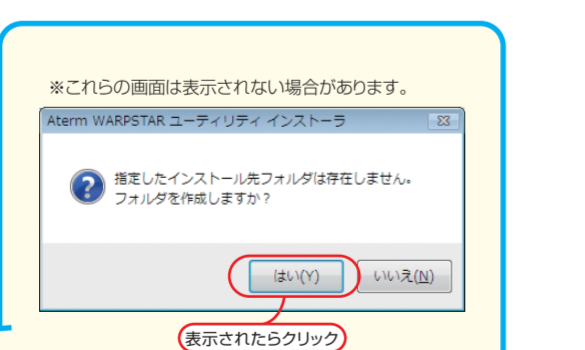 ※これらの画面は表示されない場合があります。
Aterm WARPSTAR ユーティリティ インストーラ
指定したインストール先フォルダは存在しません。
フォルダを作成しますか？
はい(Y)
いいえ(N)
表示されたらクリック